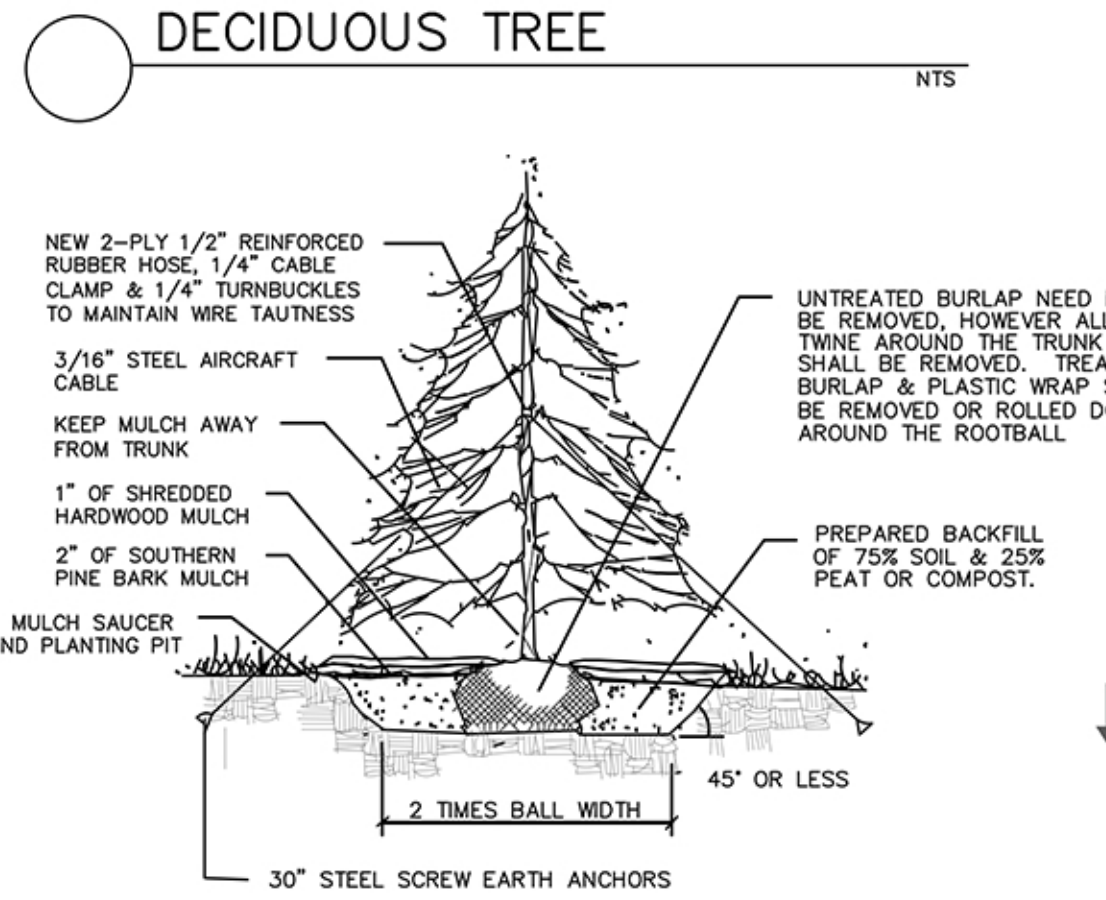 DECIDUOUS TREE
NTS
NEW 2-PLY 1/2" REINFORCED
RUBBER HOSE, 1/4" CABLE
CLAMP & 1/4" TURNBUCKLES
TO MAINTAIN WIRE TAUTNESS
3/16" STEEL AIRCRAFT
CABLE
KEEP MULCH AWAY
FROM TRUNK
1" OF SHREDDED
HARDWOOD MULCH
2" OF SOUTHERN
PINE BARK MULCH
MULCH SAUCER
ND PLANTING PIT
UNTREATED BURLAP NEED
BE REMOVED, HOWEVER ALL
TWINE AROUND THE TRUNK
SHALL BE REMOVED. TREA
BURLAP & PLASTIC WRAP
BE REMOVED OR ROLLED
AROUND THE ROOTBALL
PREPARED BACKFILL
OF 75% SOIL & 25%
PEAT OR COMPOST.
45° OR LESS
2 TIMES BALL WIDTH
30" STEEL SCREW EARTH ANCHORS